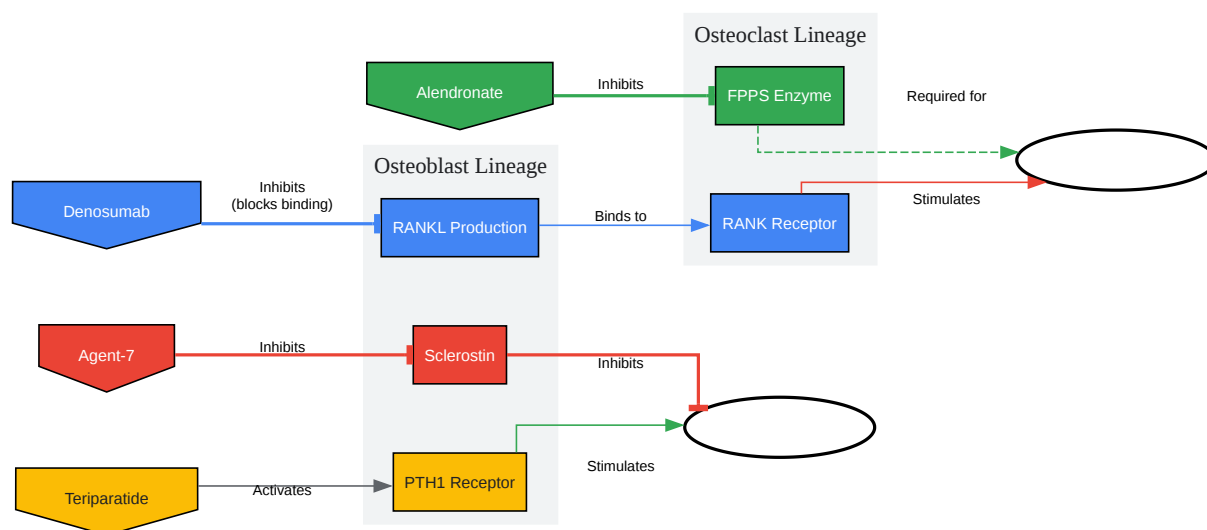 Osteoclast Lineage
Alendronate
Inhibits
FPPS Enzyme
Required for
Osteoblast Lineage
Denosumab
Inhibits
(blocks binding)
RANKL Production
Binds to
RANK Receptor
Stimulates
Agent-7
Inhibits
Sclerostin
Inhibits
Teriparatide
Activates
PTH1 Receptor
Stimulates